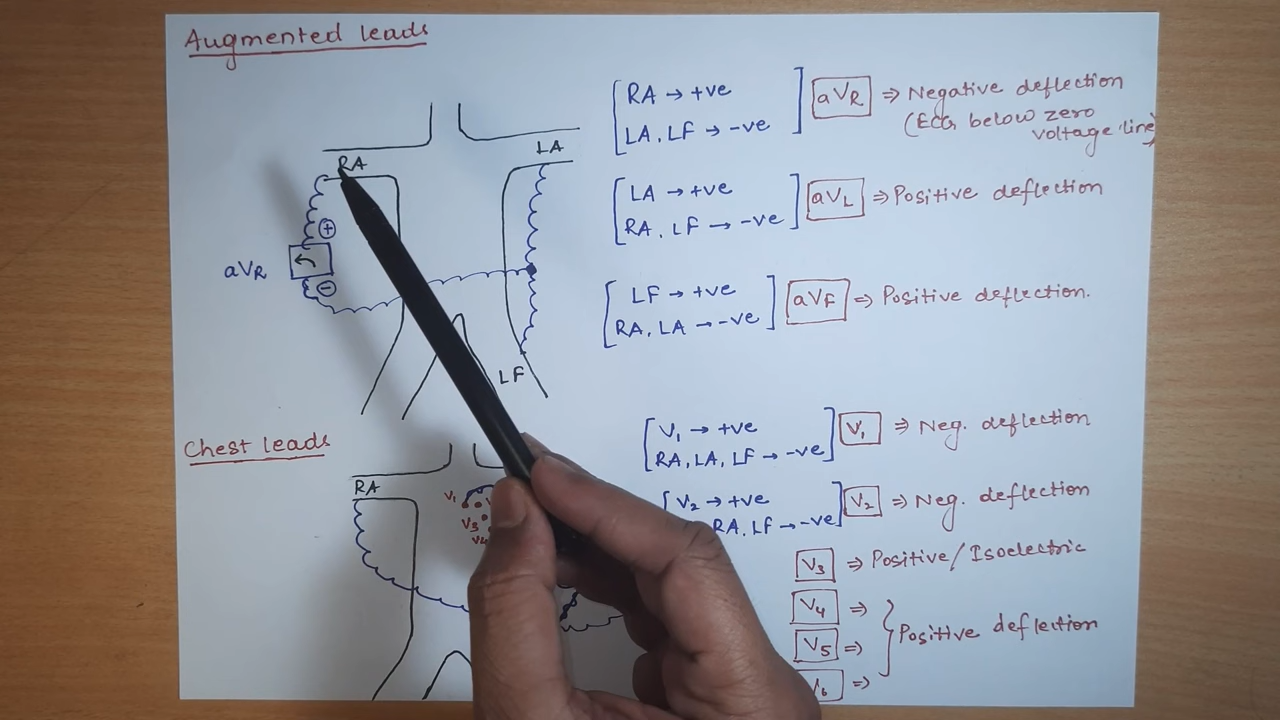 Augmented leads
RA
LA
+
aVR
-
LF
RA → +ve
LA, LF → -ve
aVR ⇒ Negative deflection
(ECG below zero
voltage line)
LA → +ve
RA, LF → -ve
aVL ⇒ Positive deflection
LF → +ve
RA, LA → -ve
aVF ⇒ Positive deflection.
Chest leads
RA
V1
V3
V4
V1 → +ve
RA, LA, LF → -ve
V1 ⇒ Neg. deflection
V2 → +ve
RA, LF → -ve
V2 ⇒ Neg. deflection
V3 ⇒ Positive/Isoelectric
V4 ⇒
V5 ⇒
Positive deflection
V6 ⇒